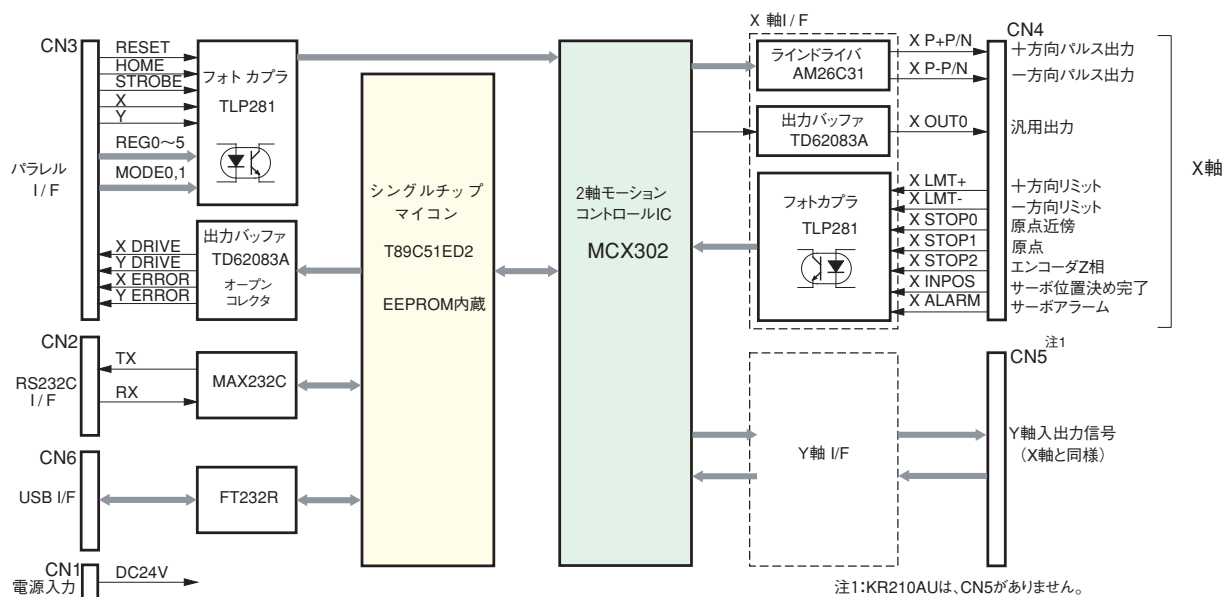 CN3
RESET
HOME
STROBE
X
Y
REG0～5
MODE0,1
パラレル
I / F
X DRIVE
Y DRIVE
X ERROR
Y ERROR
フォト カプラ
TLP281
出力バッファ
TD62083A
オープン
コレクタ
CN2
TX
RX
RS232C
I / F
MAX232C
CN6
USB I/F
FT232R
CN1
電源入力
DC24V
シングルチップ
マイコン
T89C51ED2
EEPROM内蔵
2軸モーション
コントロールIC
MCX302
X 軸I / F
ラインドライバ
AM26C31
出力バッファ
TD62083A
フォトカプラ
TLP281
CN4
X P+P/N
十方向パルス出力
X P-P/N
一方向パルス出力
X OUT0
汎用出力
X LMT+
十方向リミット
X LMT-
一方向リミット
X STOP0
原点近傍
X STOP1
原点
X STOP2
エンコーダZ相
X INPOS
サーボ位置決め完了
X ALARM
サーボアラーム
X軸
Y軸 I/F
CN5 注1
Y軸入出力信号
（X軸と同様）
注1:KR210AUは、CN5がありません。